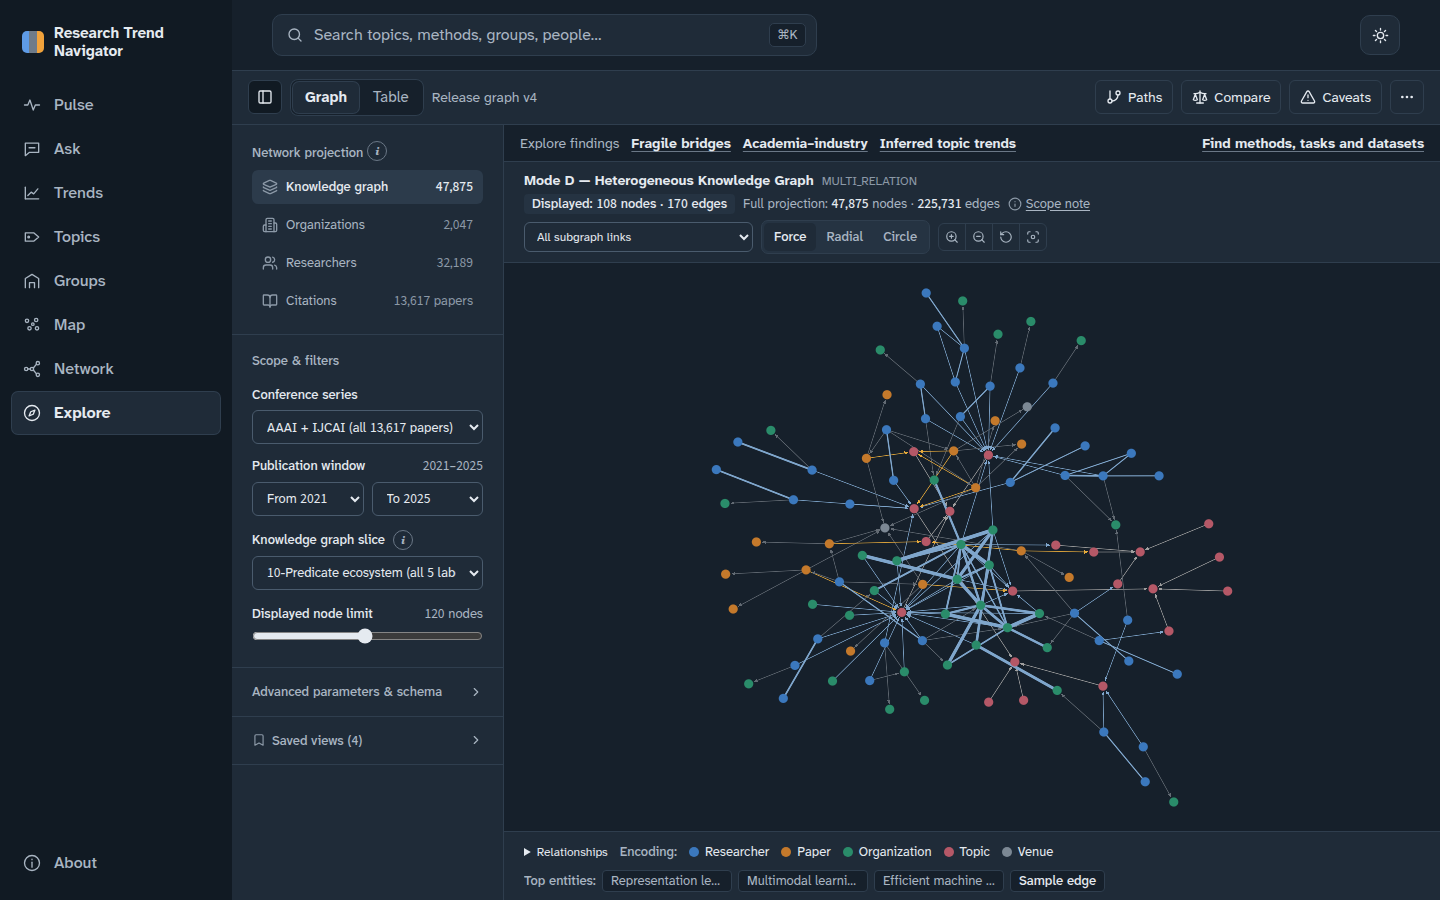 Research Trend
Navigator
Search topics, methods, groups, people...
⌘K
Pulse
Ask
Trends
Topics
Groups
Map
Network
Explore
About
Graph
Table
Release graph v4
Paths
Compare
Caveats
Network projection
Knowledge graph 47,875
Organizations 2,047
Researchers 32,189
Citations 13,617 papers
Scope & filters
Conference series
AAAI + IJCAI (all 13,617 papers)
Publication window 2021–2025
From 2021 To 2025
Knowledge graph slice
10-Predicate ecosystem (all 5 lab
Displayed node limit 120 nodes
Advanced parameters & schema
Saved views (4)
Explore findings Fragile bridges Academia–industry Inferred topic trends Find methods, tasks and datasets
Mode D — Heterogeneous Knowledge Graph MULTI_RELATION
Displayed: 108 nodes · 170 edges Full projection: 47,875 nodes · 225,731 edges Scope note
All subgraph links Force Radial Circle
Relationships Encoding: Researcher Paper Organization Topic Venue
Top entities: Representation le... Multimodal learni... Efficient machine ... Sample edge